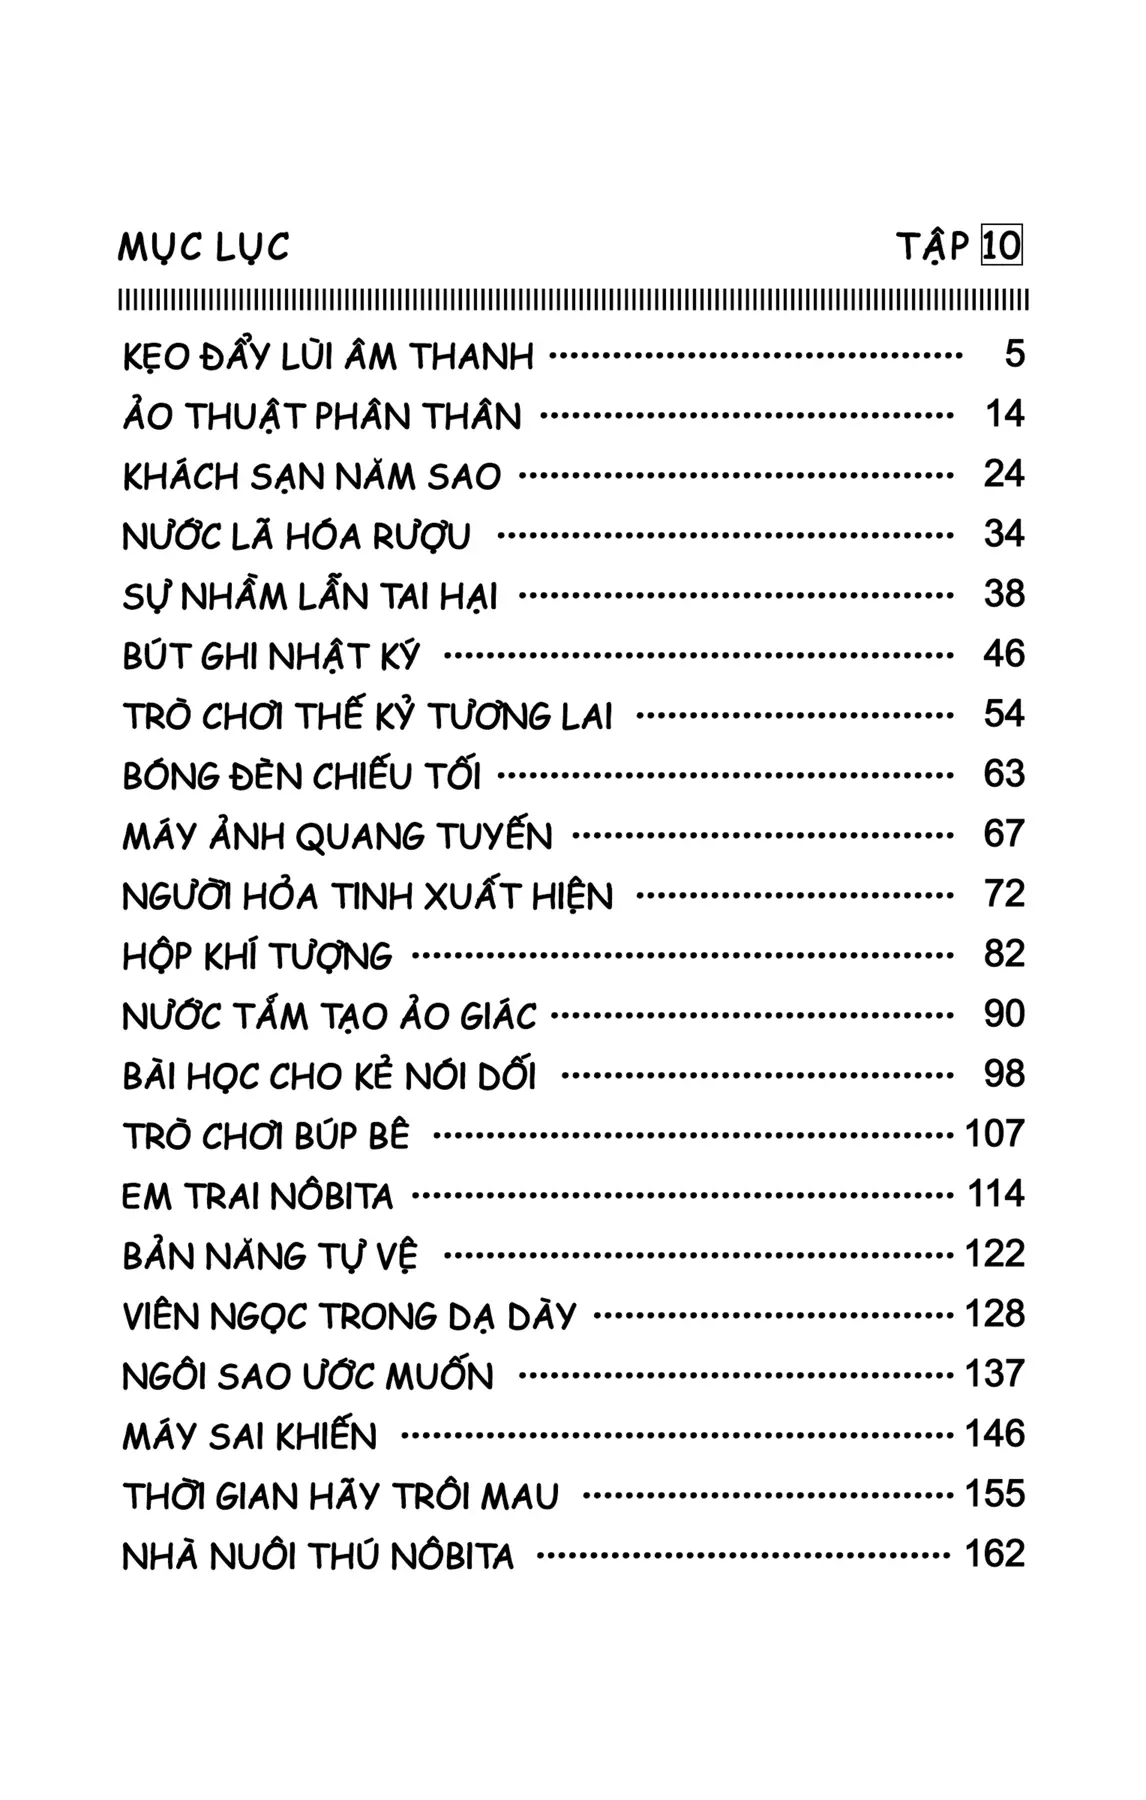 MỤC LỤC TẬP 10
KẸO ĐẨY LÙI ÂM THANH ........................................ 5
ẢO THUẬT PHÂN THÂN ........................................ 14
KHÁCH SẠN NĂM SAO ........................................ 24
NƯỚC LÃ HÓA RƯỢU ........................................ 34
SỰ NHẦM LẪN TAI HẠI ........................................ 38
BÚT GHI NHẬT KÝ ........................................ 46
TRÒ CHƠI THẾ KỶ TƯƠNG LAI ........................................ 54
BÓNG ĐÈN CHIẾU TỐI ........................................ 63
MÁY ẢNH QUANG TUYẾN ........................................ 67
NGƯỜI HỎA TINH XUẤT HIỆN ........................................ 72
HỘP KHÍ TƯỢNG ........................................ 82
NƯỚC TẮM TẠO ẢO GIÁC ........................................ 90
BÀI HỌC CHO KẺ NÓI DỐI ........................................ 98
TRÒ CHƠI BÚP BÊ ........................................ 107
EM TRAI NÔBITA ........................................ 114
BẢN NĂNG TỰ VỆ ........................................ 122
VIÊN NGỌC TRONG DẠ DÀY ........................................ 128
NGÔI SAO ƯỚC MUỐN ........................................ 137
MÁY SAI KHIẾN ........................................ 146
THỜI GIAN HÃY TRÔI MAU ........................................ 155
NHÀ NUÔI THÚ NÔBITA ........................................ 162